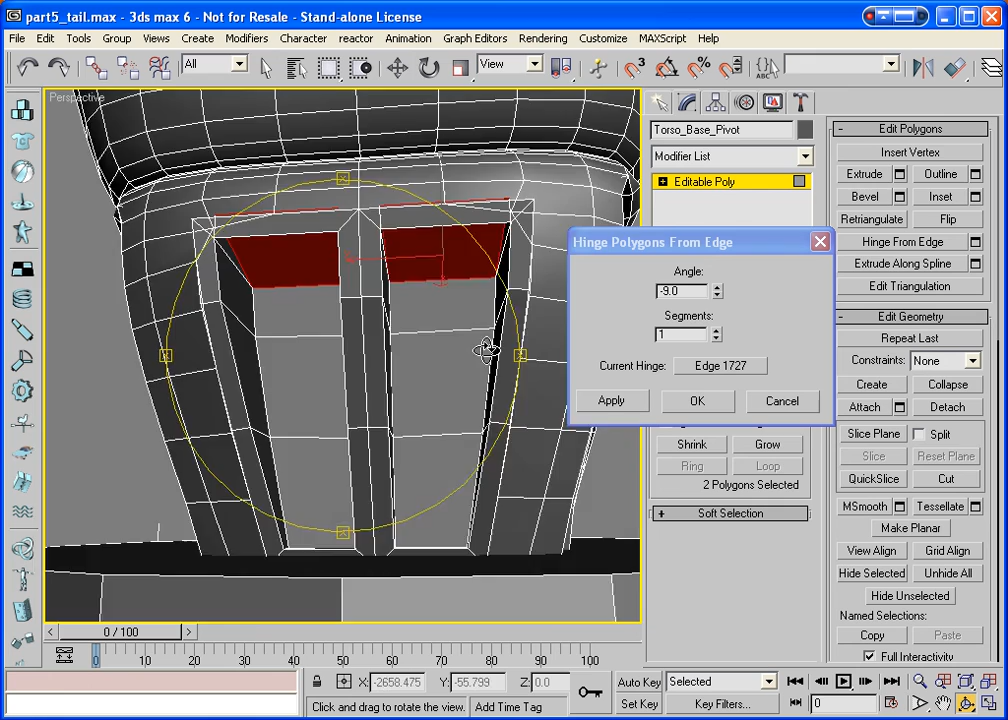 part5_tail.max - 3ds max 6 - Not for Resale - Stand-alone License
File Edit Tools Group Views Create Modifiers Character reactor Animation Graph Editors Rendering Customize MAXScript Help
All
View
3
ABC
Perspective
Torso_Base_Pivot
Modifier List
Editable Poly
Hinge Polygons From Edge
Angle:
-9.0
Segments:
1
Current Hinge: Edge 1727
Apply OK Cancel
Shrink Grow
Ring Loop
2 Polygons Selected
+ Soft Selection
- Edit Polygons
Insert Vertex
Extrude Outline
Bevel Inset
Retriangulate Flip
Hinge From Edge
Extrude Along Spline
Edit Triangulation
- Edit Geometry
Repeat Last
Constraints: None
Create Collapse
Attach Detach
Slice Plane Split
Slice Reset Plane
QuickSlice Cut
MSmooth Tessellate
Make Planar
View Align Grid Align
Hide Selected Unhide All
Hide Unselected
Named Selections:
Copy Paste
Full Interactivity
0 / 100
0 10 20 30 40 50 60 70 80 90 100
X: -2658.475 Y: -55.799 Z: 0.0
Auto Key Selected
Click and drag to rotate the view. Add Time Tag
Set Key Key Filters... 0